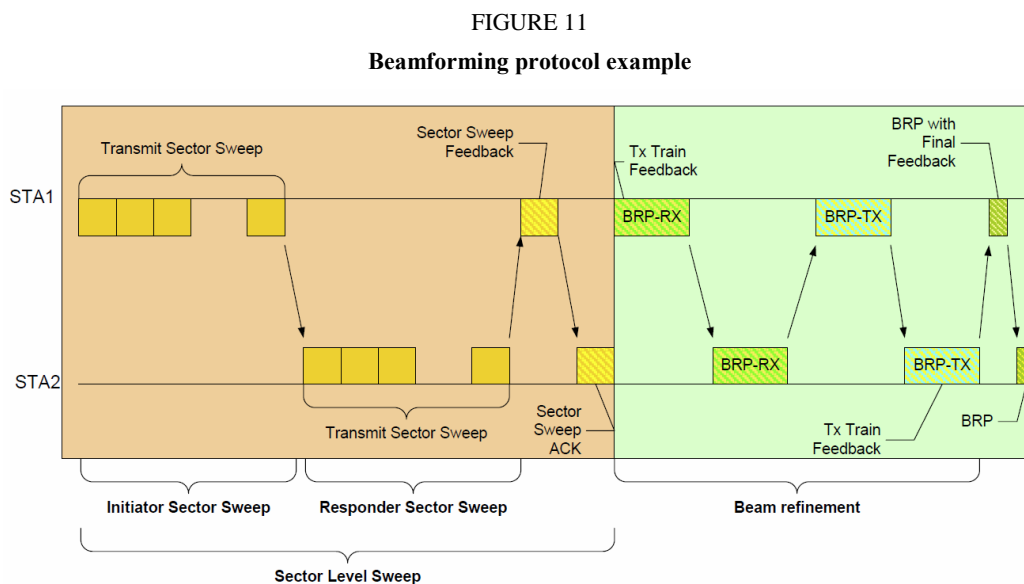 FIGURE 11
Beamforming protocol example
Transmit Sector Sweep
Sector Sweep
Feedback
Tx Train
Feedback
BRP with
Final
Feedback
STA1
BRP-RX
BRP-TX
STA2
BRP-RX
BRP-TX
Transmit Sector Sweep
Sector
Sweep
ACK
Tx Train
Feedback
BRP
Initiator Sector Sweep
Responder Sector Sweep
Beam refinement
Sector Level Sweep